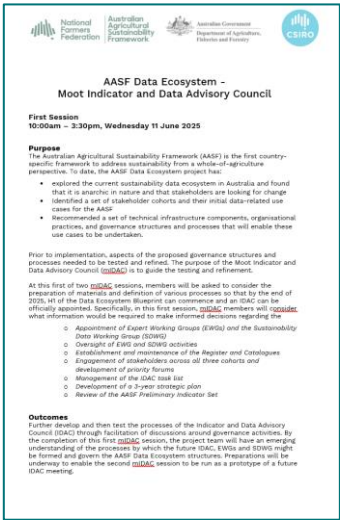 National
Farmers
Federation
Australian
Agricultural
Sustainability
Framework
Australian Government
Department of Agriculture,
Fisheries and Forestry
CSIRO
AASF Data Ecosystem -
Moot Indicator and Data Advisory Council
First Session
10:00am – 3:30pm, Wednesday 11 June 2025
Purpose
The Australian Agricultural Sustainability Framework (AASF) is the first country-
specific framework to address sustainability from a whole-of-agriculture
perspective. To date, the AASF Data Ecosystem project has:
• explored the current sustainability data ecosystem in Australia and found
that it is anarchic in nature and that stakeholders are looking for change
• Identified a set of stakeholder cohorts and their initial data-related use
cases for the AASF
• Recommended a set of technical infrastructure components, organisational
practices, and governance structures and processes that will enable these
use cases to be undertaken.
Prior to implementation, aspects of the proposed governance structures and
processes needed to be tested and refined. The purpose of the Moot Indicator and
Data Advisory Council (mIDAC) is to guide the testing and refinement.
At this first of two mIDAC sessions, members will be asked to consider the
preparation of materials and definition of various processes so that by the end of
2025, H1 of the Data Ecosystem Blueprint can commence and an IDAC can be
officially appointed. Specifically, in this first session, mIDAC members will consider
what information would be required to make informed decisions regarding the
o Appointment of Expert Working Groups (EWGs) and the Sustainability
Data Working Group (SDWG)
o Oversight of EWG and SDWG activities
o Establishment and maintenance of the Register and Catalogues
o Engagement of stakeholders across all three cohorts and
development of priority forums
o Management of the IDAC task list
o Development of a 3-year strategic plan
o Review of the AASF Preliminary Indicator Set
Outcomes
Further develop and then test the processes of the Indicator and Data Advisory
Council (IDAC) through facilitation of discussions around governance activities. By
the completion of this first mIDAC session, the project team will have an emerging
understanding of the processes by which the future IDAC, EWGs and SDWG might
be formed and govern the AASF Data Ecosystem structures. Preparations will be
underway to enable the second mIDAC session to be run as a prototype of a future
IDAC meeting.